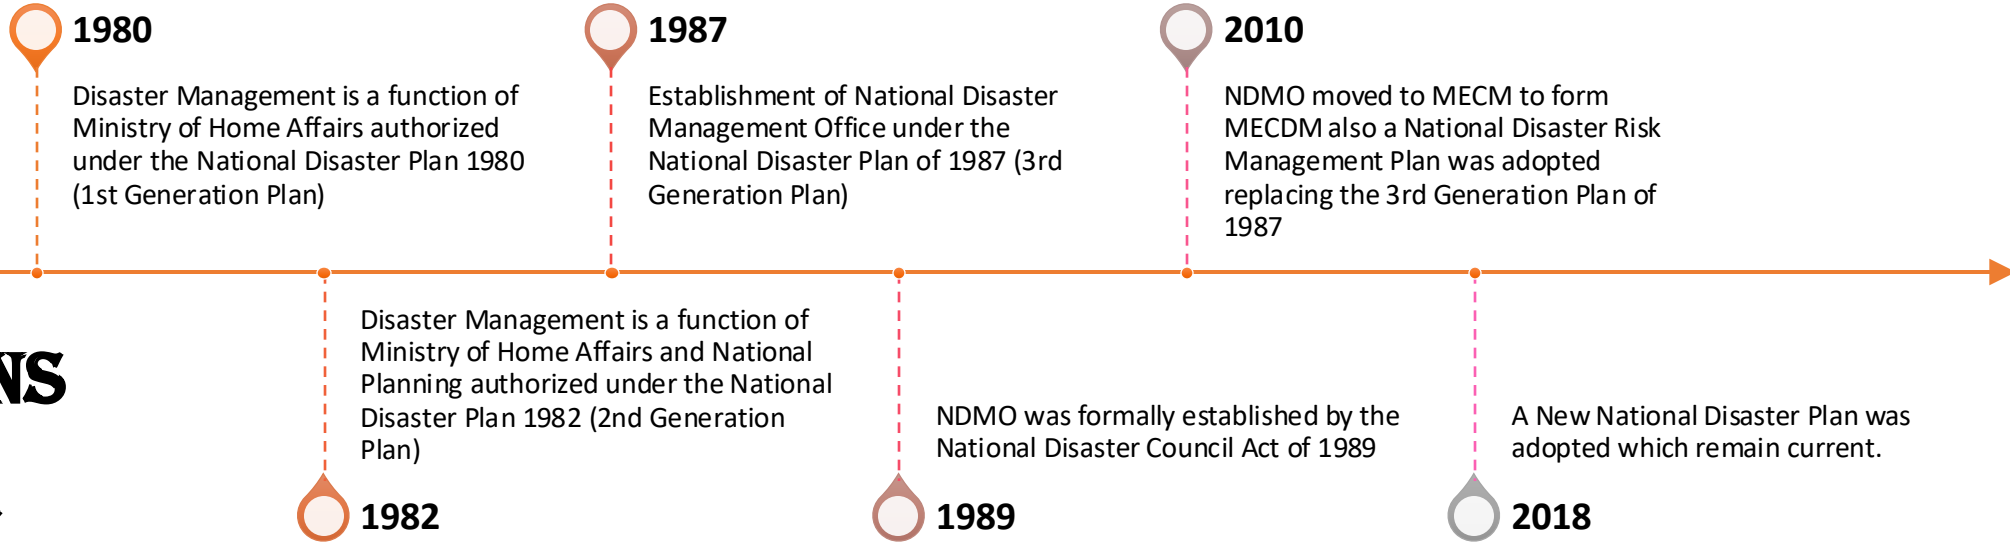 1980
Disaster Management is a function of
Ministry of Home Affairs authorized
under the National Disaster Plan 1980
(1st Generation Plan)
1987
Establishment of National Disaster
Management Office under the
National Disaster Plan of 1987 (3rd
Generation Plan)
2010
NDMO moved to MECM to form
MECDM also a National Disaster Risk
Management Plan was adopted
replacing the 3rd Generation Plan of
1987
Disaster Management is a function of
Ministry of Home Affairs and National
Planning authorized under the National
Disaster Plan 1982 (2nd Generation
Plan)
1982
NDMO was formally established by the
National Disaster Council Act of 1989
1989
A New National Disaster Plan was
adopted which remain current.
2018